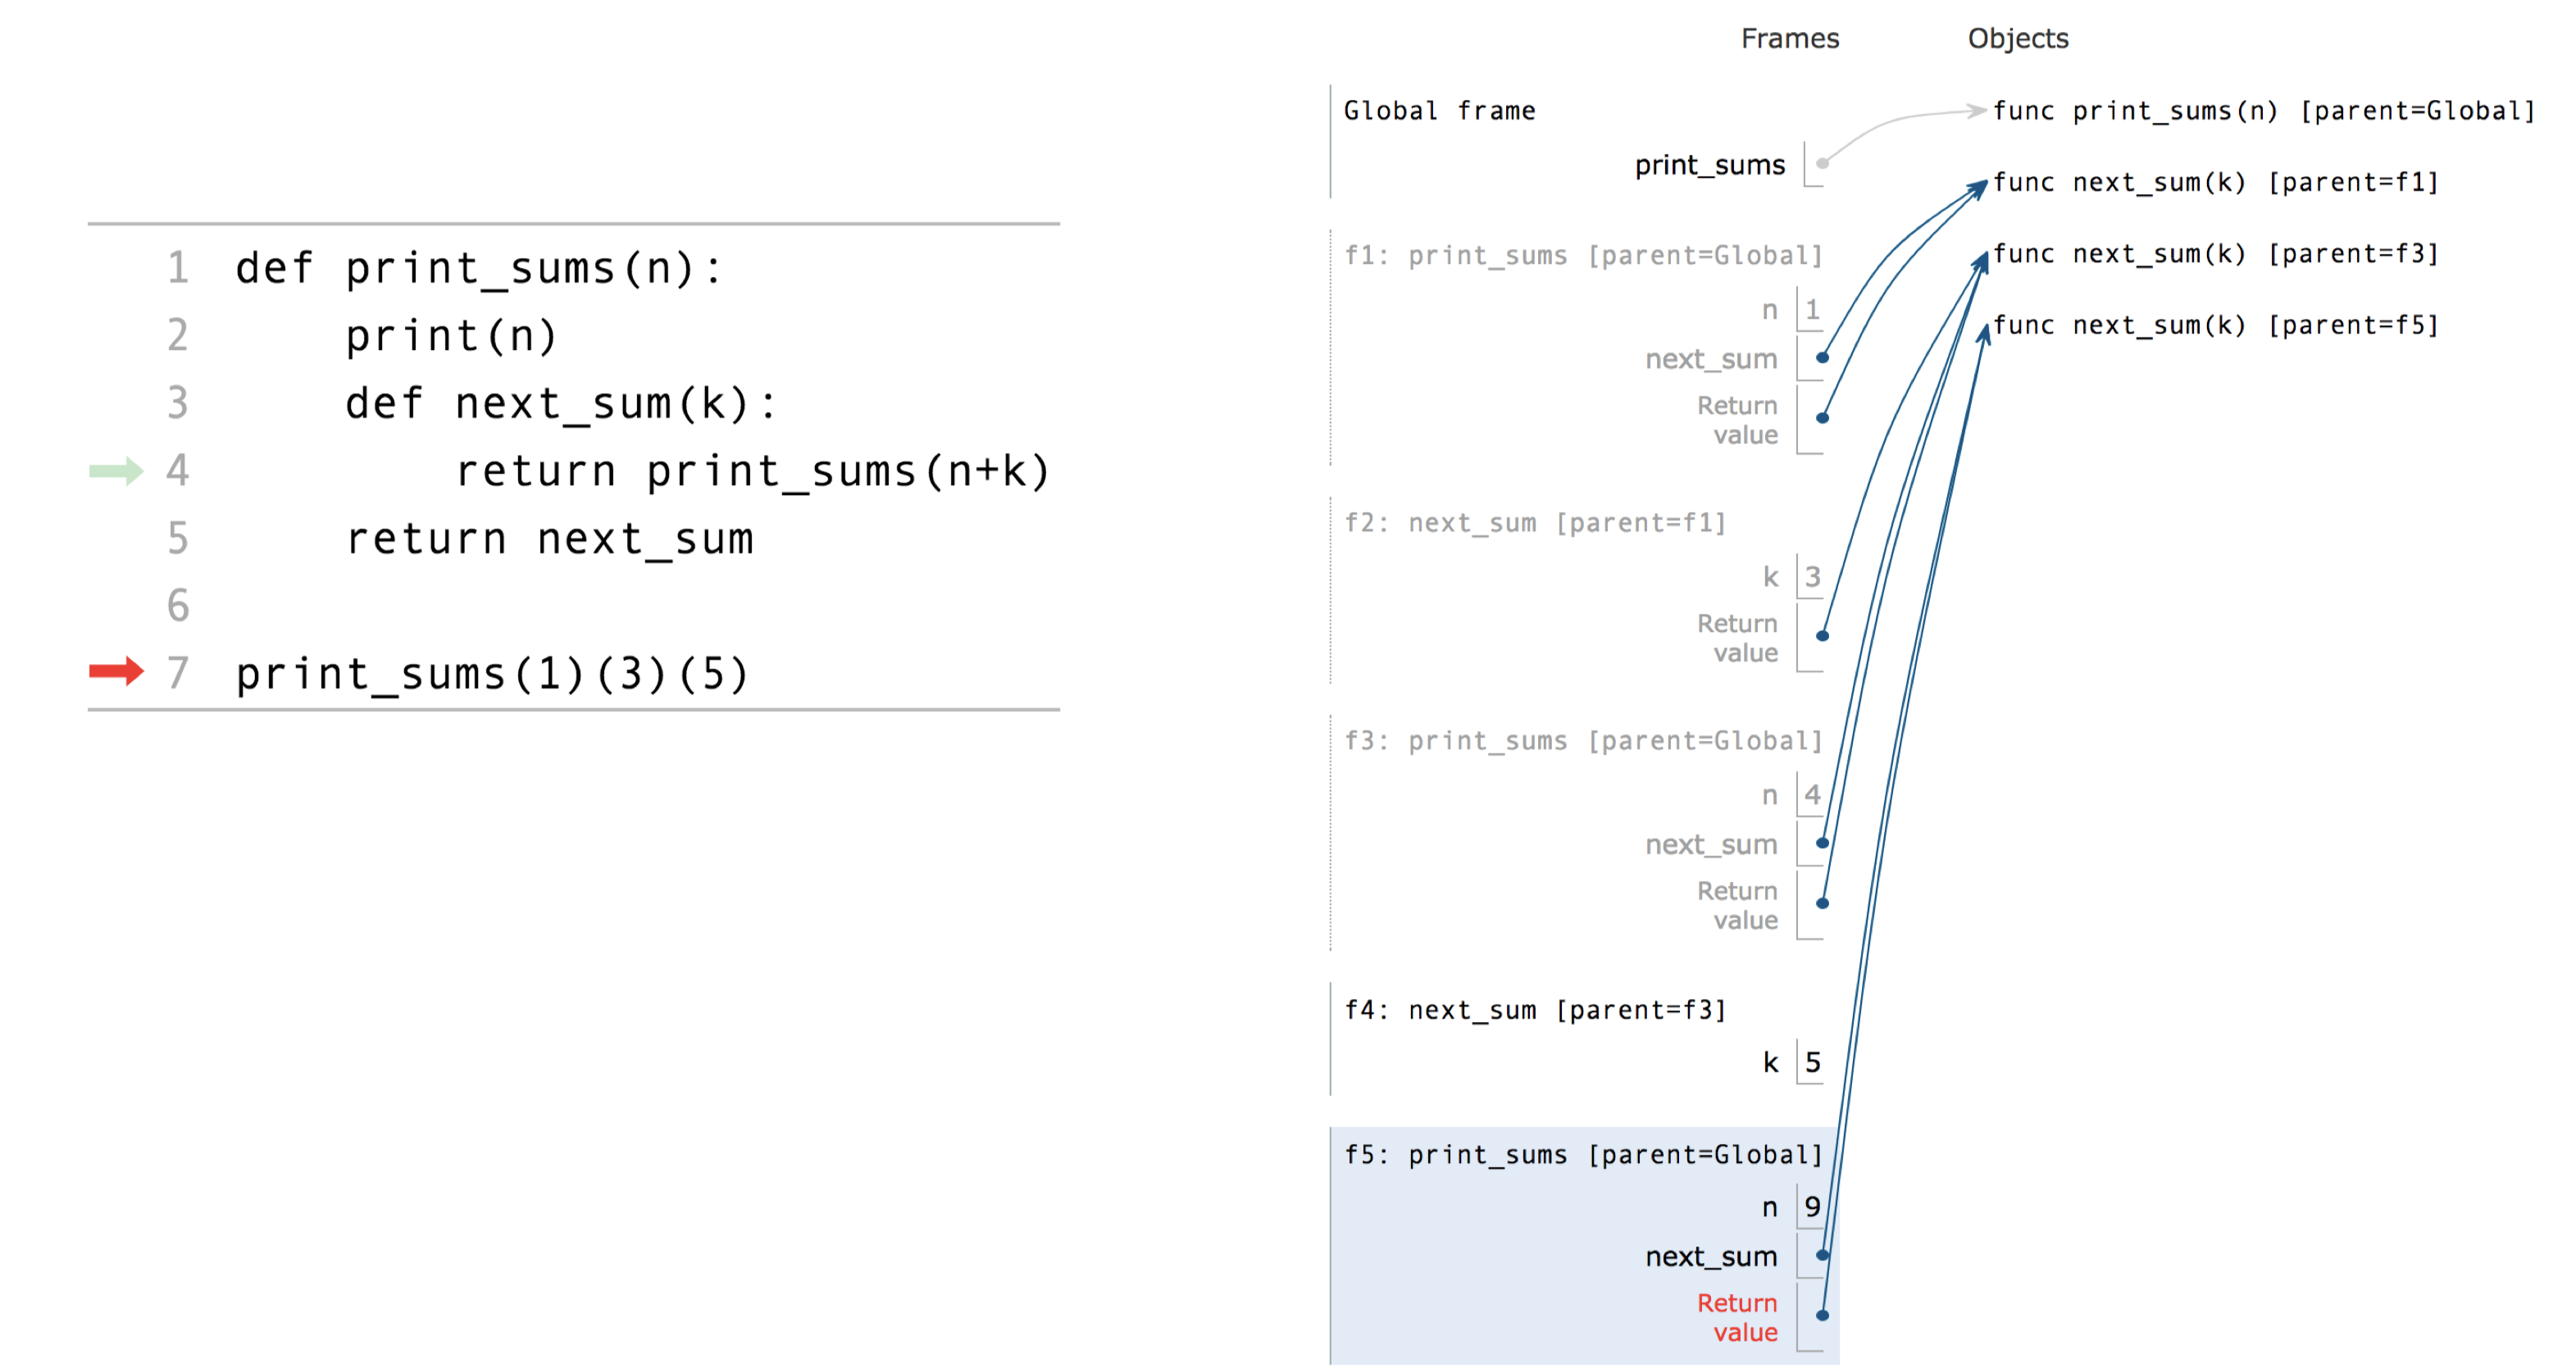 1 def print_sums(n):
2     print(n)
3     def next_sum(k):
4         return print_sums(n+k)
5     return next_sum
6
7 print_sums(1)(3)(5)
Frames Objects
Global frame
print_sums
func print_sums(n) [parent=Global]
func next_sum(k) [parent=f1]
func next_sum(k) [parent=f3]
func next_sum(k) [parent=f5]
f1: print_sums [parent=Global]
n 1
next_sum
Return
value
f2: next_sum [parent=f1]
k 3
Return
value
f3: print_sums [parent=Global]
n 4
next_sum
Return
value
f4: next_sum [parent=f3]
k 5
f5: print_sums [parent=Global]
n 9
next_sum
Return
value